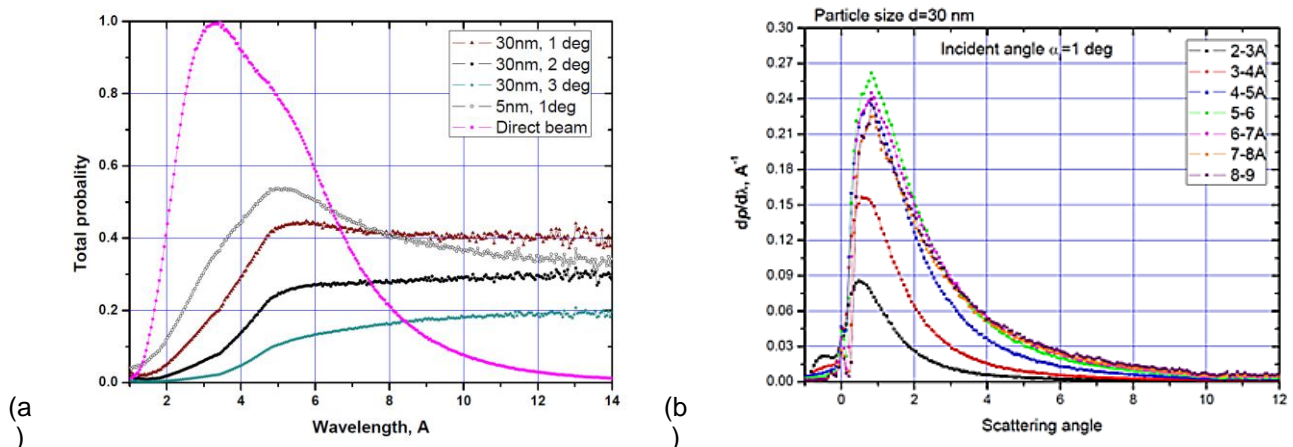 1.0
0.8
0.6
0.4
0.2
0.0
2
4
6
8
10
12
14
Total probality
Wavelength, A
30nm, 1 deg
30nm, 2 deg
30nm, 3 deg
5nm, 1deg
Direct beam
(a
)
Particle size d=30 nm
Incident angle αᵢ=1 deg
0.30
0.27
0.24
0.21
0.18
0.15
0.12
0.09
0.06
0.03
0.00
0
2
4
6
8
10
12
dp/dλ, A⁻¹
Scattering angle
2-3A
3-4A
4-5A
5-6
6-7A
7-8A
8-9
(b
)